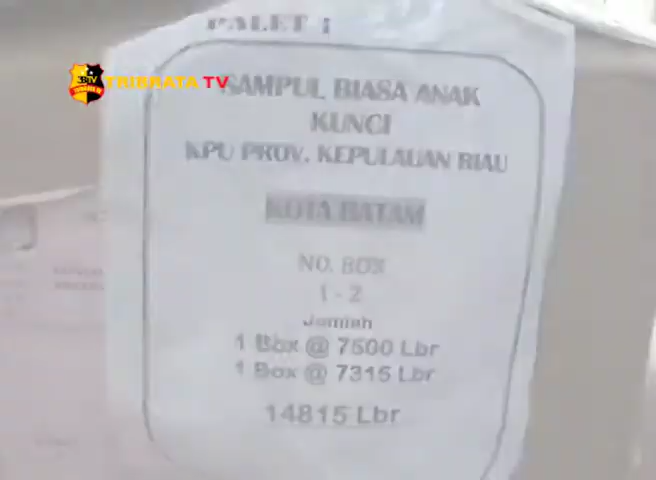 PALET 1
TRIBRATA TV
SAMPUL BIASA ANAK
KUNCI
KPU PROV. KEPULAUAN RIAU
KOTA BATAM
NO. BOX
1 - 2
Jumlah
1 Box @ 7500 Lbr
1 Box @ 7315 Lbr
14815 Lbr